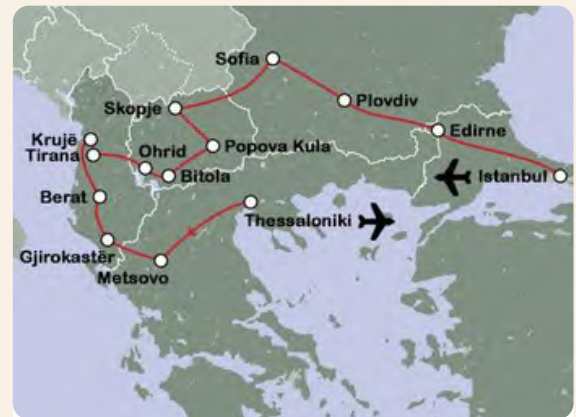 Sofia
Plovdiv
Skopje
Edirne
Krujë
Tirana
Ohrid
Popova Kula
Bitola
Istanbul
Berat
Thessaloniki
Gjirokastër
Metsovo